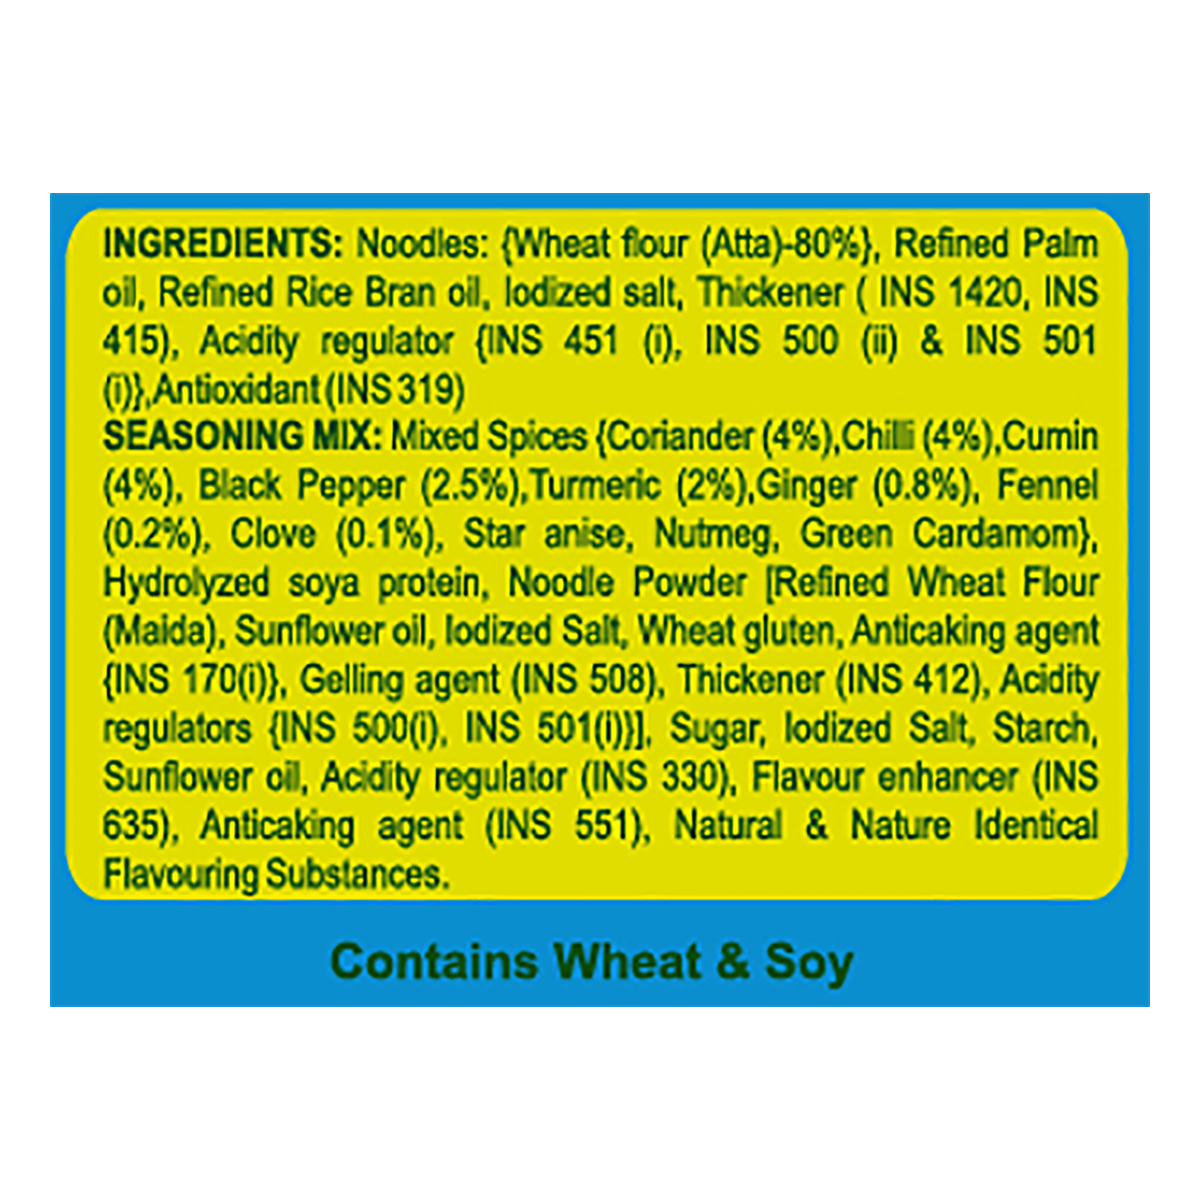 INGREDIENTS: Noodles: {Wheat flour (Atta)-80%}, Refined Palm
oil, Refined Rice Bran oil, Iodized salt, Thickener ( INS 1420, INS
415), Acidity regulator {INS 451 (i), INS 500 (ii) & INS 501
(i)},Antioxidant (INS 319)
SEASONING MIX: Mixed Spices {Coriander (4%),Chilli (4%),Cumin
(4%), Black Pepper (2.5%),Turmeric (2%),Ginger (0.8%), Fennel
(0.2%), Clove (0.1%), Star anise, Nutmeg, Green Cardamom},
Hydrolyzed soya protein, Noodle Powder [Refined Wheat Flour
(Maida), Sunflower oil, Iodized Salt, Wheat gluten, Anticaking agent
{INS 170(i)}, Gelling agent (INS 508), Thickener (INS 412), Acidity
regulators {INS 500(i), INS 501(i)}], Sugar, Iodized Salt, Starch,
Sunflower oil, Acidity regulator (INS 330), Flavour enhancer (INS
635), Anticaking agent (INS 551), Natural & Nature Identical
Flavouring Substances.
Contains Wheat & Soy